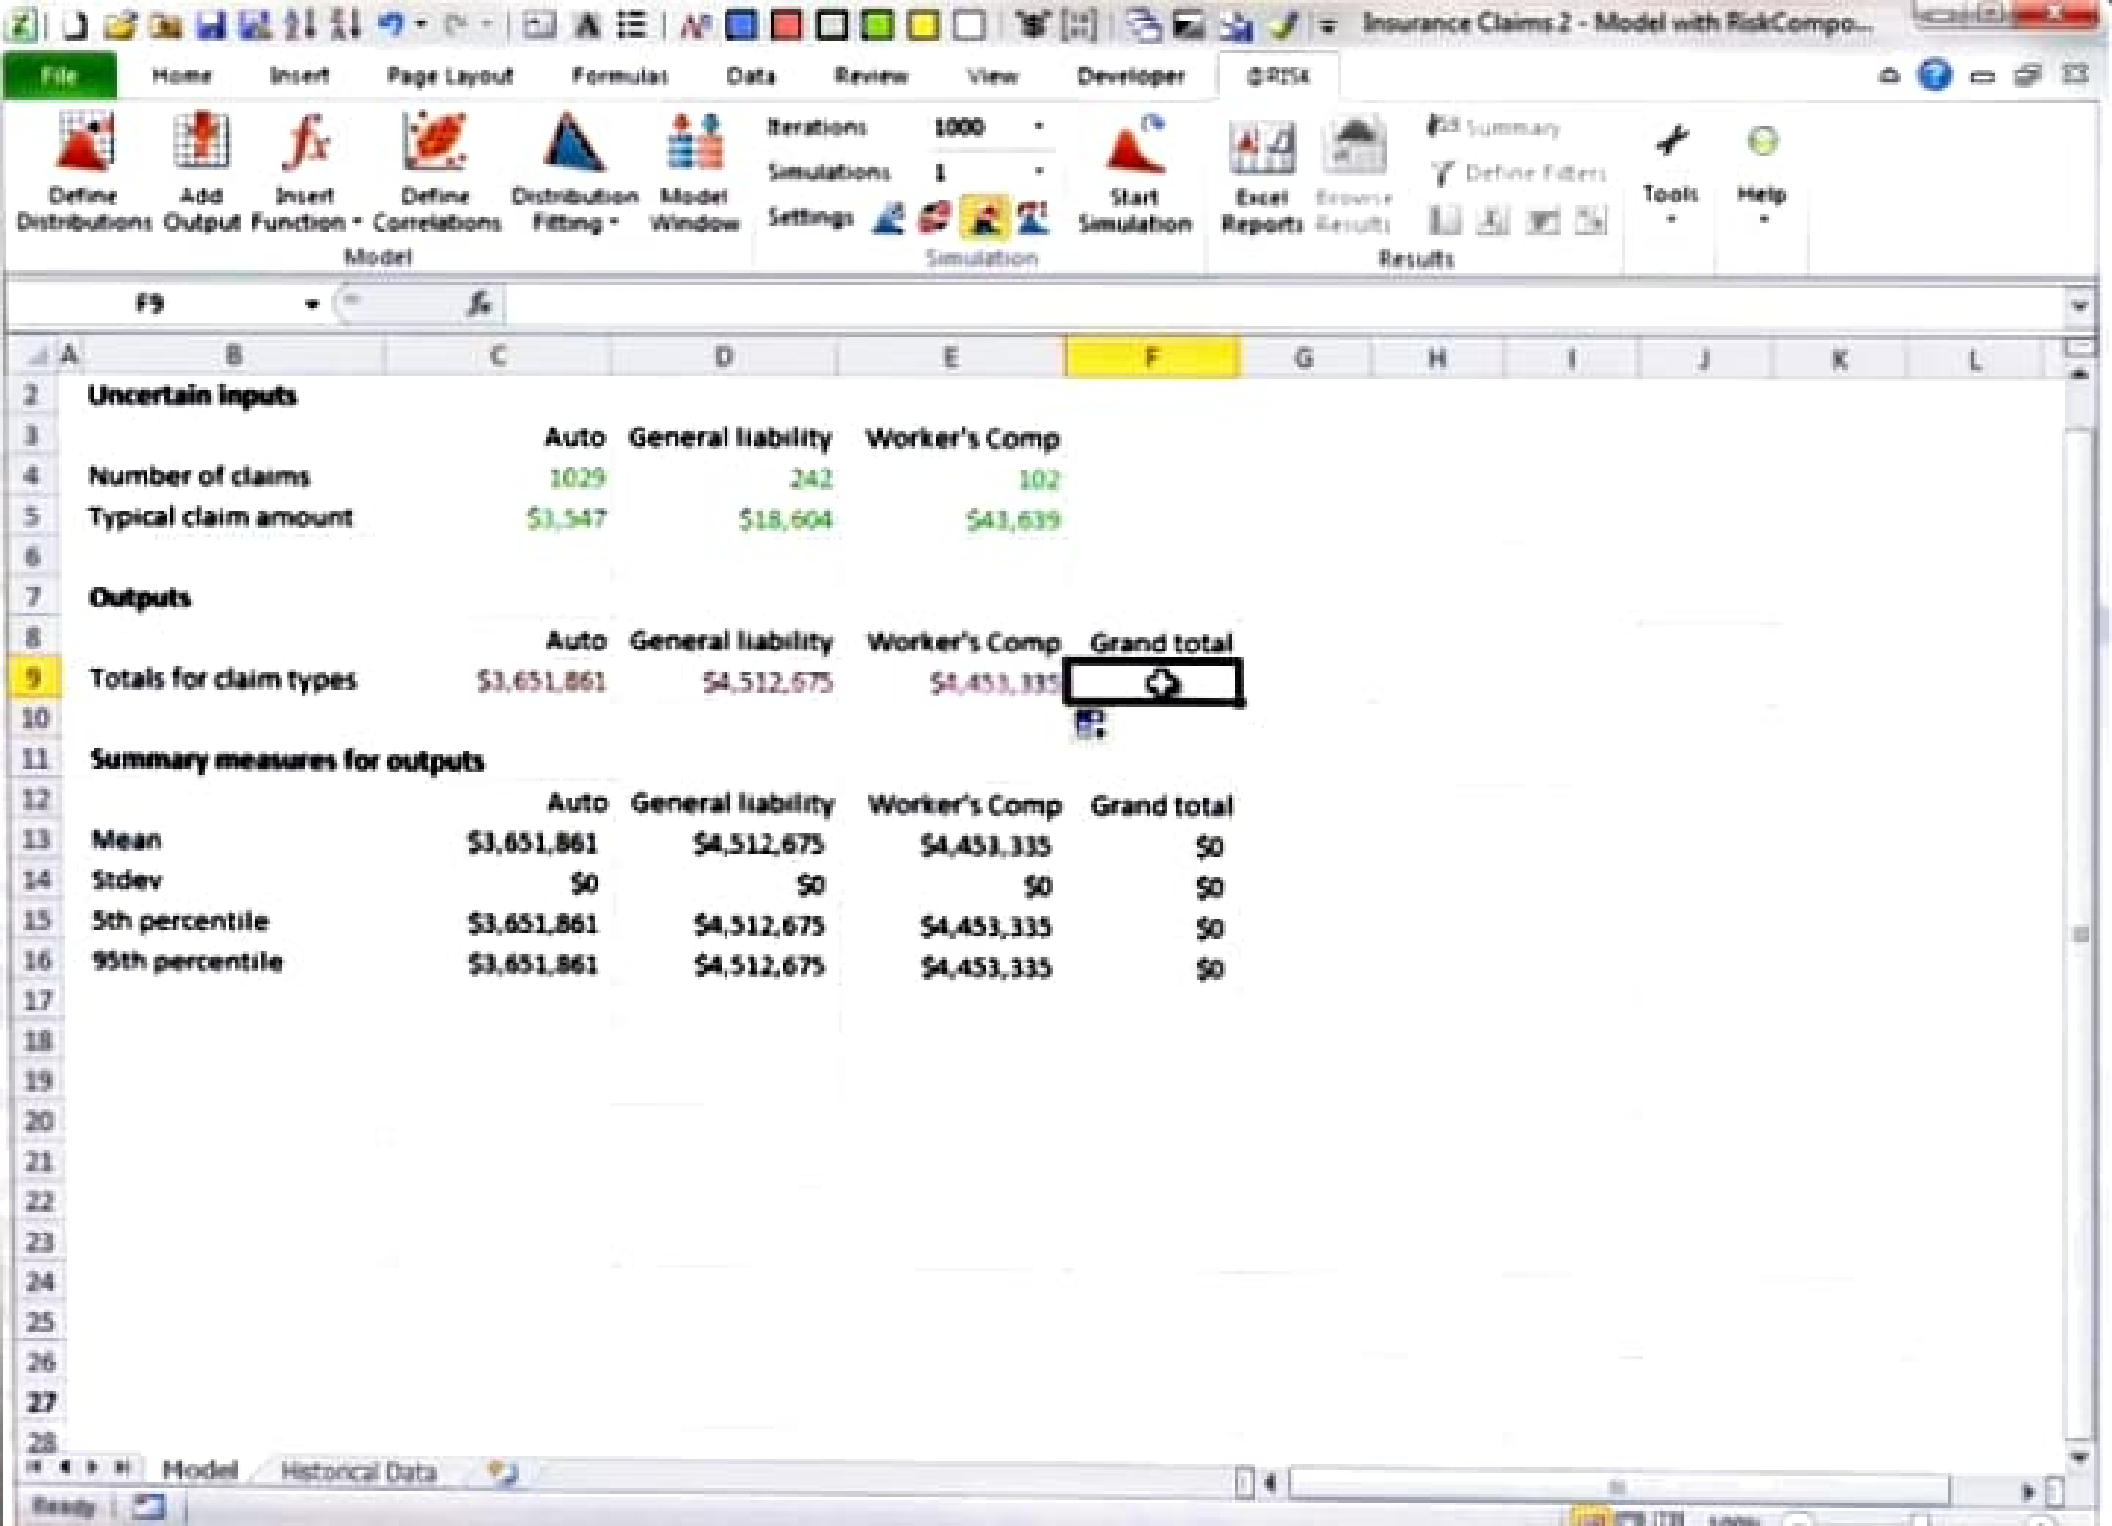 Insurance Claims 2 - Model with RiskCompo...
File Home Insert Page Layout Formulas Data Review View Developer @RISK
Define Distributions
Add Output
Insert Function
Define Correlations
Distribution Fitting
Model Window
Model
Iterations 1000
Simulations 1
Settings
Start Simulation
Simulation
Excel Reports
Browse Results
Summary
Define Filters
Results
Tools
Help
F9 fx
A B C D E F G H I J K L
2 Uncertain inputs
3 Auto General liability Worker's Comp
4 Number of claims 1029 242 102
5 Typical claim amount $3,547 $18,604 $43,639
6
7 Outputs
8 Auto General liability Worker's Comp Grand total
9 Totals for claim types $3,651,861 $4,512,675 $4,453,335
10
11 Summary measures for outputs
12 Auto General liability Worker's Comp Grand total
13 Mean $3,651,861 $4,512,675 $4,453,335 $0
14 Stdev $0 $0 $0 $0
15 5th percentile $3,651,861 $4,512,675 $4,453,335 $0
16 95th percentile $3,651,861 $4,512,675 $4,453,335 $0
17
18
19
20
21
22
23
24
25
26
27
28
Model Historical Data
Ready 100%